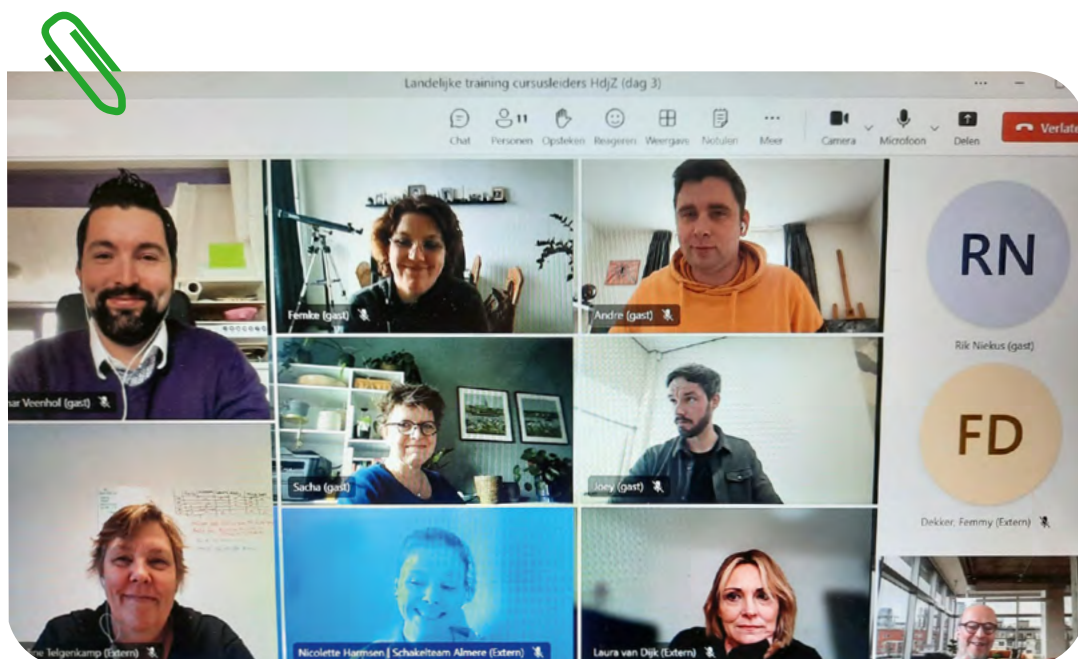 Landelijke training cursusleiders HdjZ (dag 3)
11
Chat Personen Opsteken Reageren Weergave Notulen Meer Camera Microfoon Delen
Veenhol (gast)
Femke (gast)
Andre (gast)
RN
Rik Niekus (gast)
Sacha (gast)
Joey (gast)
FD
Dekker, Femmy (Extern)
Telgenkamp (Extern)
Nicolette Harmsen | Schakelteam Almere (Extern)
Laura van Dijk (Extern)